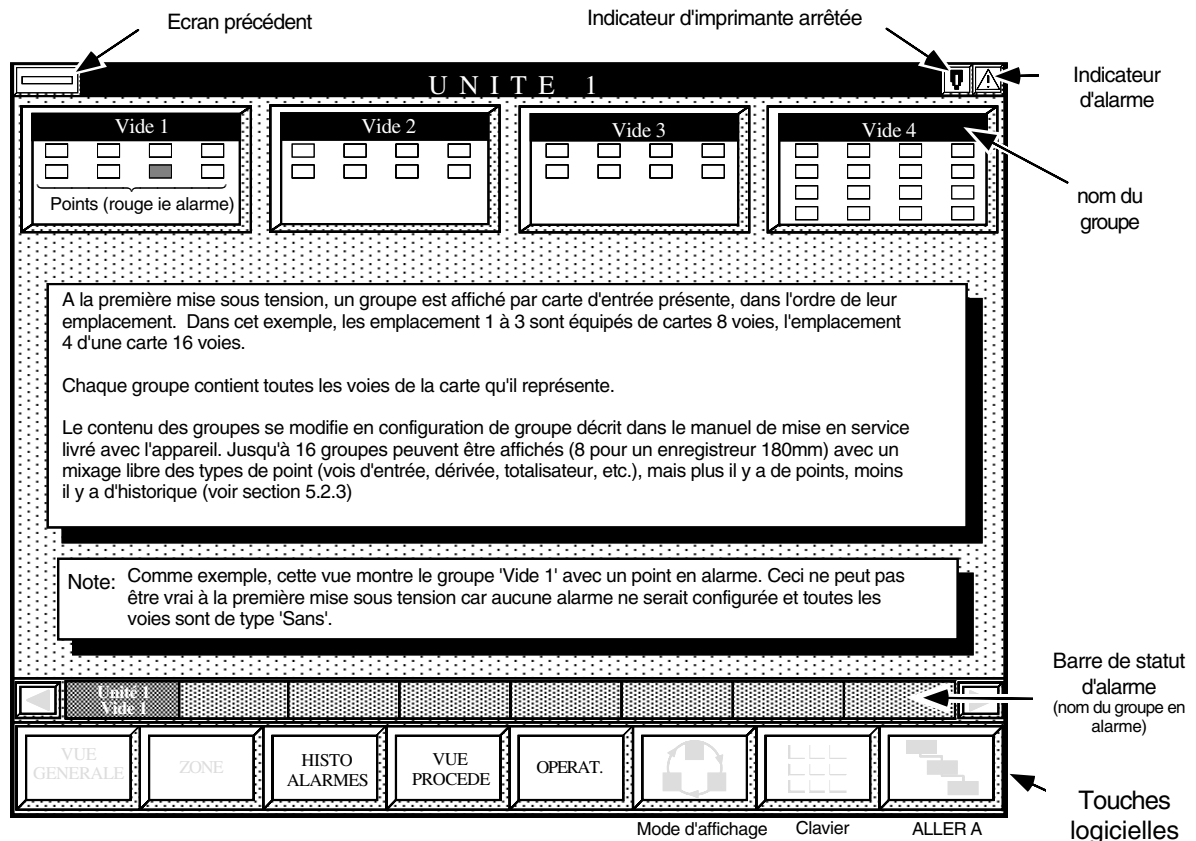 Ecran précédent
Indicateur d'imprimante arrêtée
Indicateur
d'alarme
UNITE 1
Vide 1
Vide 2
Vide 3
Vide 4
Points (rouge ie alarme)
nom du
groupe
A la première mise sous tension, un groupe est affiché par carte d'entrée présente, dans l'ordre de leur
emplacement. Dans cet exemple, les emplacement 1 à 3 sont équipés de cartes 8 voies, l'emplacement
4 d'une carte 16 voies.
Chaque groupe contient toutes les voies de la carte qu'il représente.
Le contenu des groupes se modifie en configuration de groupe décrit dans le manuel de mise en service
livré avec l'appareil. Jusqu'à 16 groupes peuvent être affichés (8 pour un enregistreur 180mm) avec un
mixage libre des types de point (vois d'entrée, dérivée, totalisateur, etc.), mais plus il y a de points, moins
il y a d'historique (voir section 5.2.3)
Note: Comme exemple, cette vue montre le groupe 'Vide 1' avec un point en alarme. Ceci ne peut pas
être vrai à la première mise sous tension car aucune alarme ne serait configurée et toutes les
voies sont de type 'Sans'.
Barre de statut
d'alarme
(nom du groupe en
alarme)
Unité 1
Vide 1
VUE
GENERALE
ZONE
HISTO
ALARMES
VUE
PROCEDE
OPERAT.
Mode d'affichage
Clavier
ALLER A
Touches
logicielles